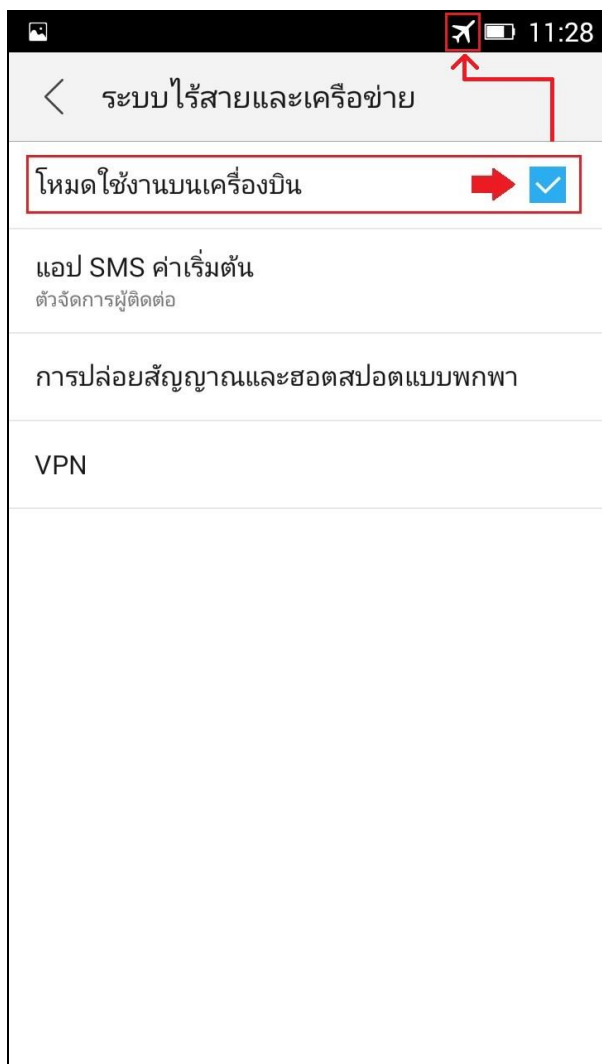 11:28
ระบบไร้สายและเครือข่าย
โหมดใช้งานบนเครื่องบิน
แอป SMS ค่าเริ่มต้น
ตัวจัดการผู้ติดต่อ
การปล่อยสัญญาณและฮอตสปอตแบบพกพา
VPN